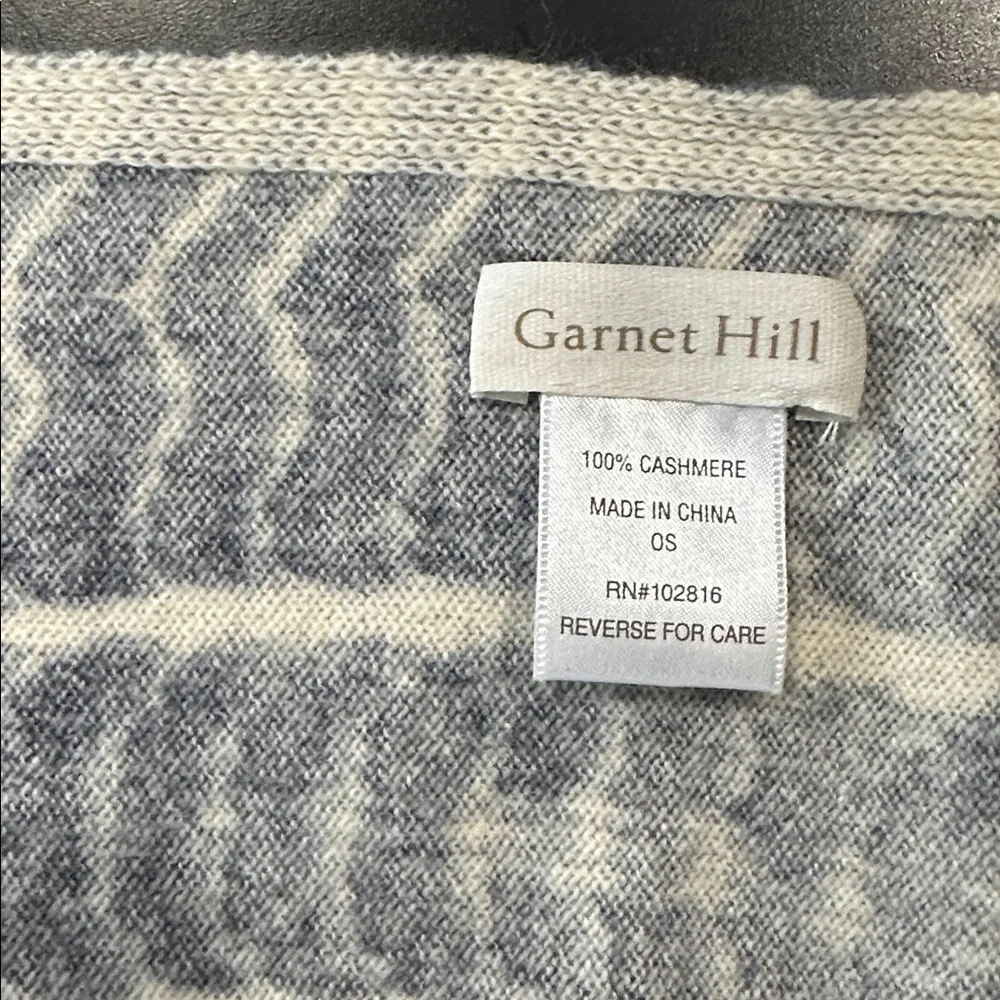 Garnet Hill
100% CASHMERE
MADE IN CHINA
OS
RN#102816
REVERSE FOR CARE